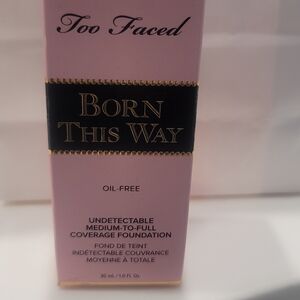 Too Faced
BORN
THIS WAY
OIL-FREE
UNDETECTABLE
MEDIUM-TO-FULL
COVERAGE FOUNDATION
FOND DE TEINT
INDÉTECTABLE COUVRANCE
MOYENNE À TOTALE
30 mL / 1.0 Fl. Oz